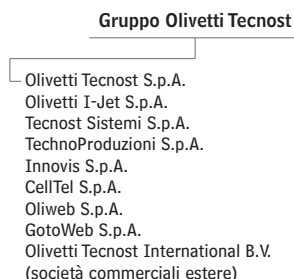 Gruppo Olivetti Tecnost
Olivetti Tecnost S.p.A.
Olivetti I-Jet S.p.A.
Tecnost Sistemi S.p.A.
TechnoProduzioni S.p.A.
Innovis S.p.A.
CellTel S.p.A.
Oliweb S.p.A.
GotoWeb S.p.A.
Olivetti Tecnost International B.V.
(società commerciali estere)